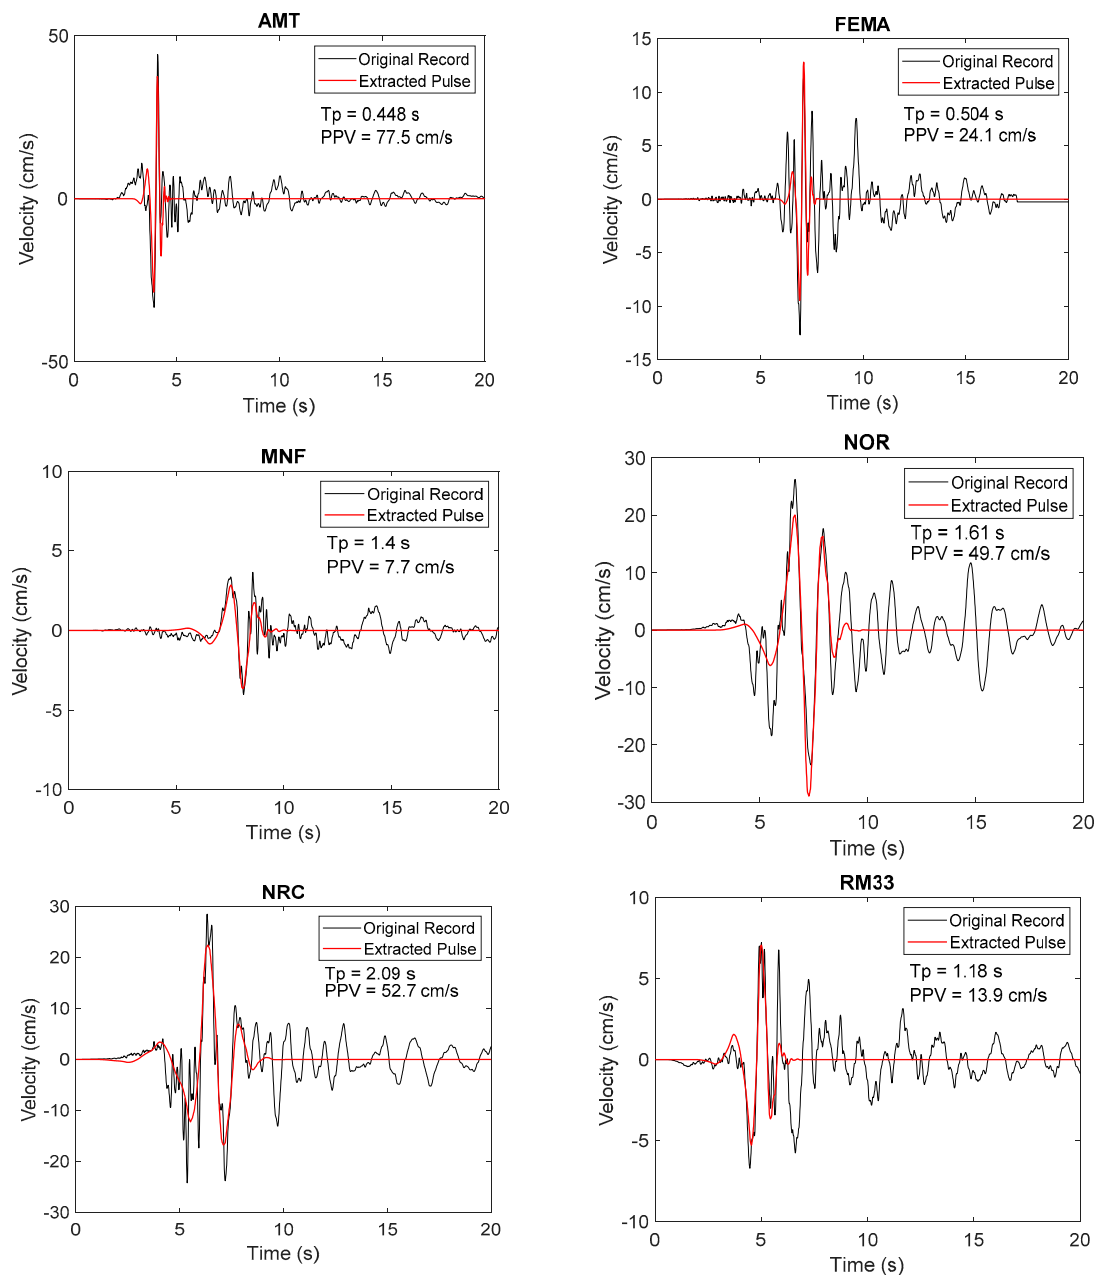 AMT
50
0
-50
0 5 10 15 20
Velocity (cm/s)
Time (s)
Original Record
Extracted Pulse
Tp = 0.448 s
PPV = 77.5 cm/s
FEMA
15
10
5
0
-5
-10
-15
0 5 10 15 20
Velocity (cm/s)
Time (s)
Original Record
Extracted Pulse
Tp = 0.504 s
PPV = 24.1 cm/s
MNF
10
5
0
-5
-10
0 5 10 15 20
Velocity (cm/s)
Time (s)
Original Record
Extracted Pulse
Tp = 1.4 s
PPV = 7.7 cm/s
NOR
30
20
10
0
-10
-20
-30
0 5 10 15 20
Velocity (cm/s)
Time (s)
Original Record
Extracted Pulse
Tp = 1.61 s
PPV = 49.7 cm/s
NRC
30
20
10
0
-10
-20
-30
0 5 10 15 20
Velocity (cm/s)
Time (s)
Original Record
Extracted Pulse
Tp = 2.09 s
PPV = 52.7 cm/s
RM33
10
5
0
-5
-10
0 5 10 15 20
Velocity (cm/s)
Time (s)
Original Record
Extracted Pulse
Tp = 1.18 s
PPV = 13.9 cm/s